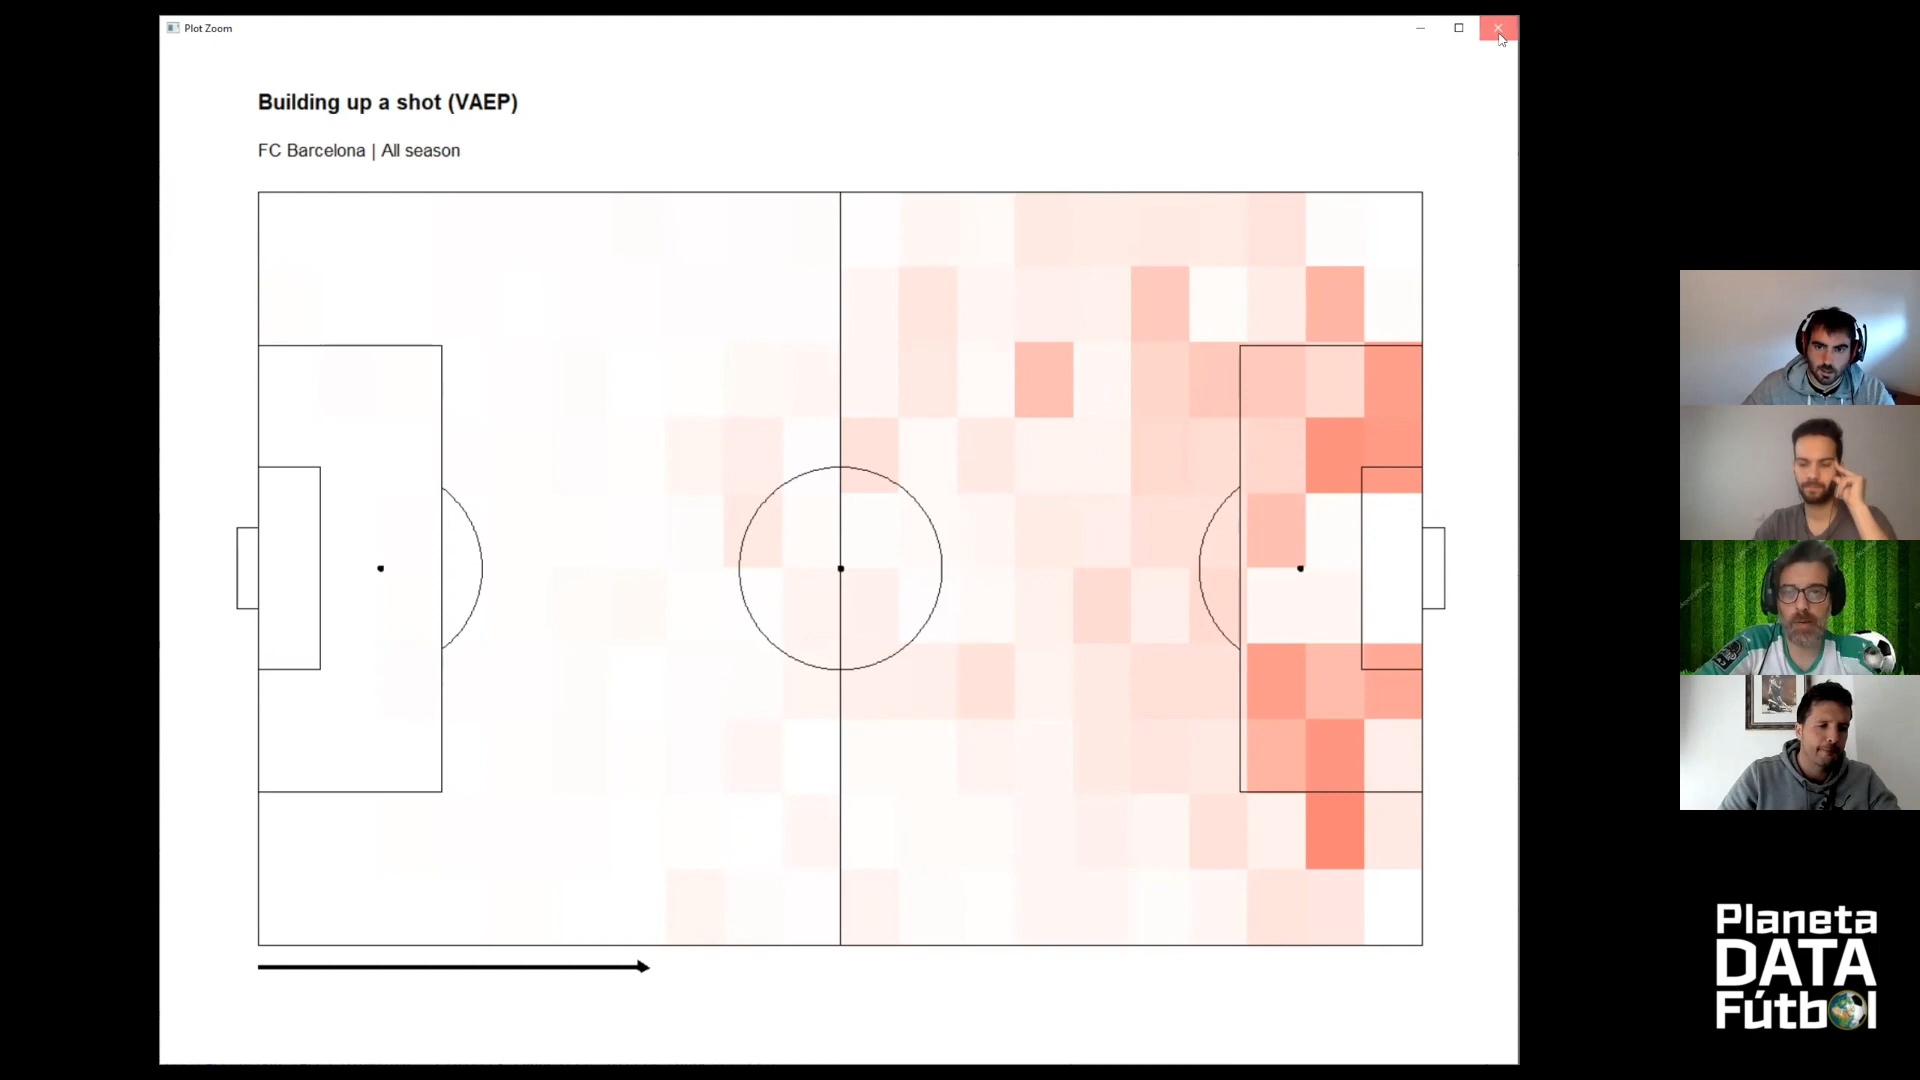 Plot Zoom
Building up a shot (VAEP)
FC Barcelona | All season
Planeta
DATA
Fútbol